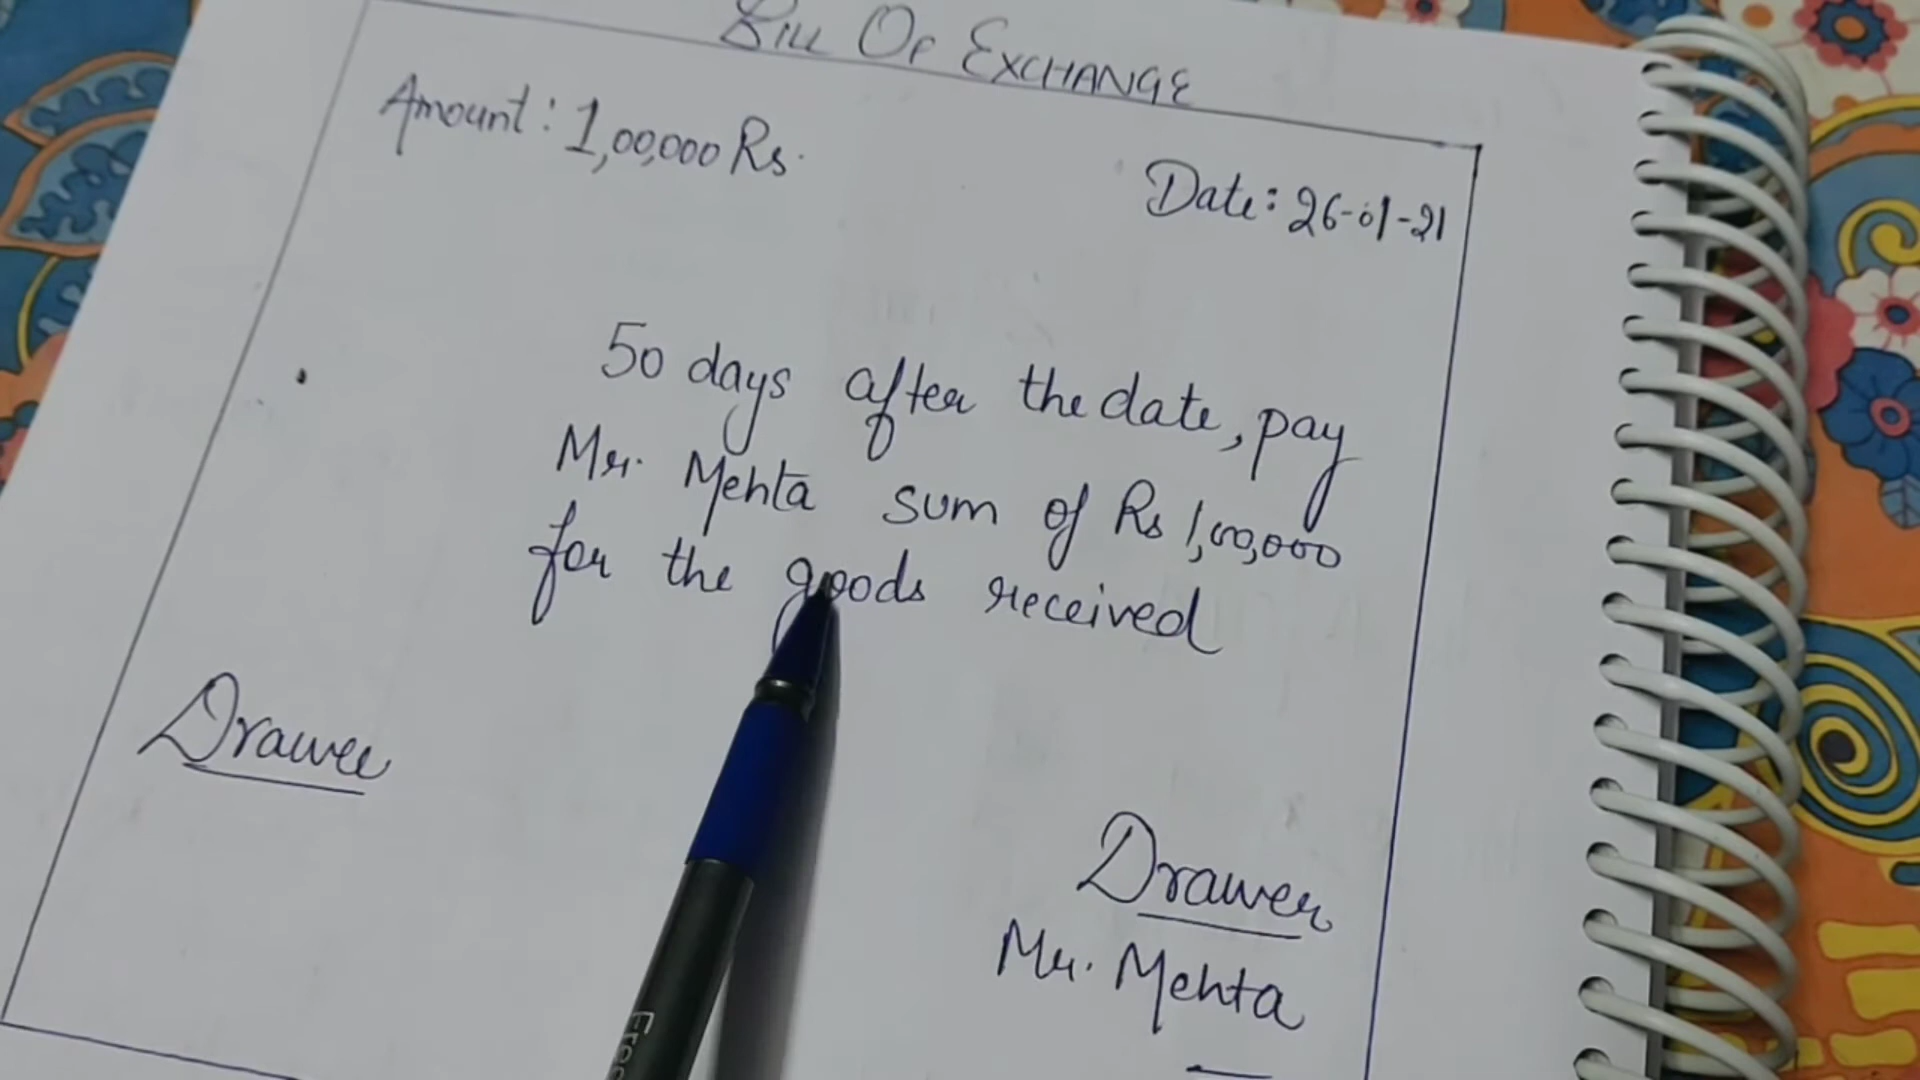 Bill Of Exchange
Amount: 1,00,000 Rs.
Date: 26-01-21
50 days after the date, pay
Mr. Mehta sum of Rs 1,00,000
for the goods received
Drawee
Drawer
Mr. Mehta